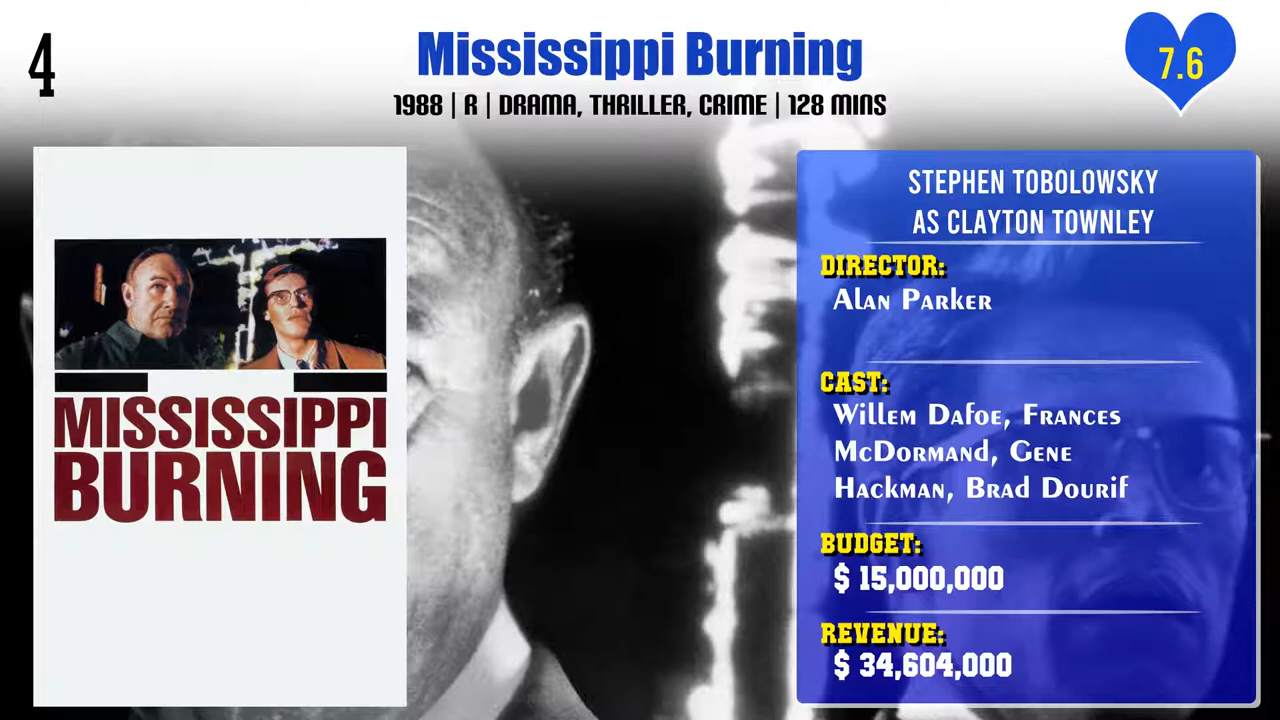 4
Mississippi Burning
1988 | R | DRAMA, THRILLER, CRIME | 128 MINS
7.6
MISSISSIPPI
BURNING
STEPHEN TOBOLOWSKY
AS CLAYTON TOWNLEY
DIRECTOR:
Alan Parker
CAST:
Willem Dafoe, Frances
McDormand, Gene
Hackman, Brad Dourif
BUDGET:
$ 15,000,000
REVENUE:
$ 34,604,000